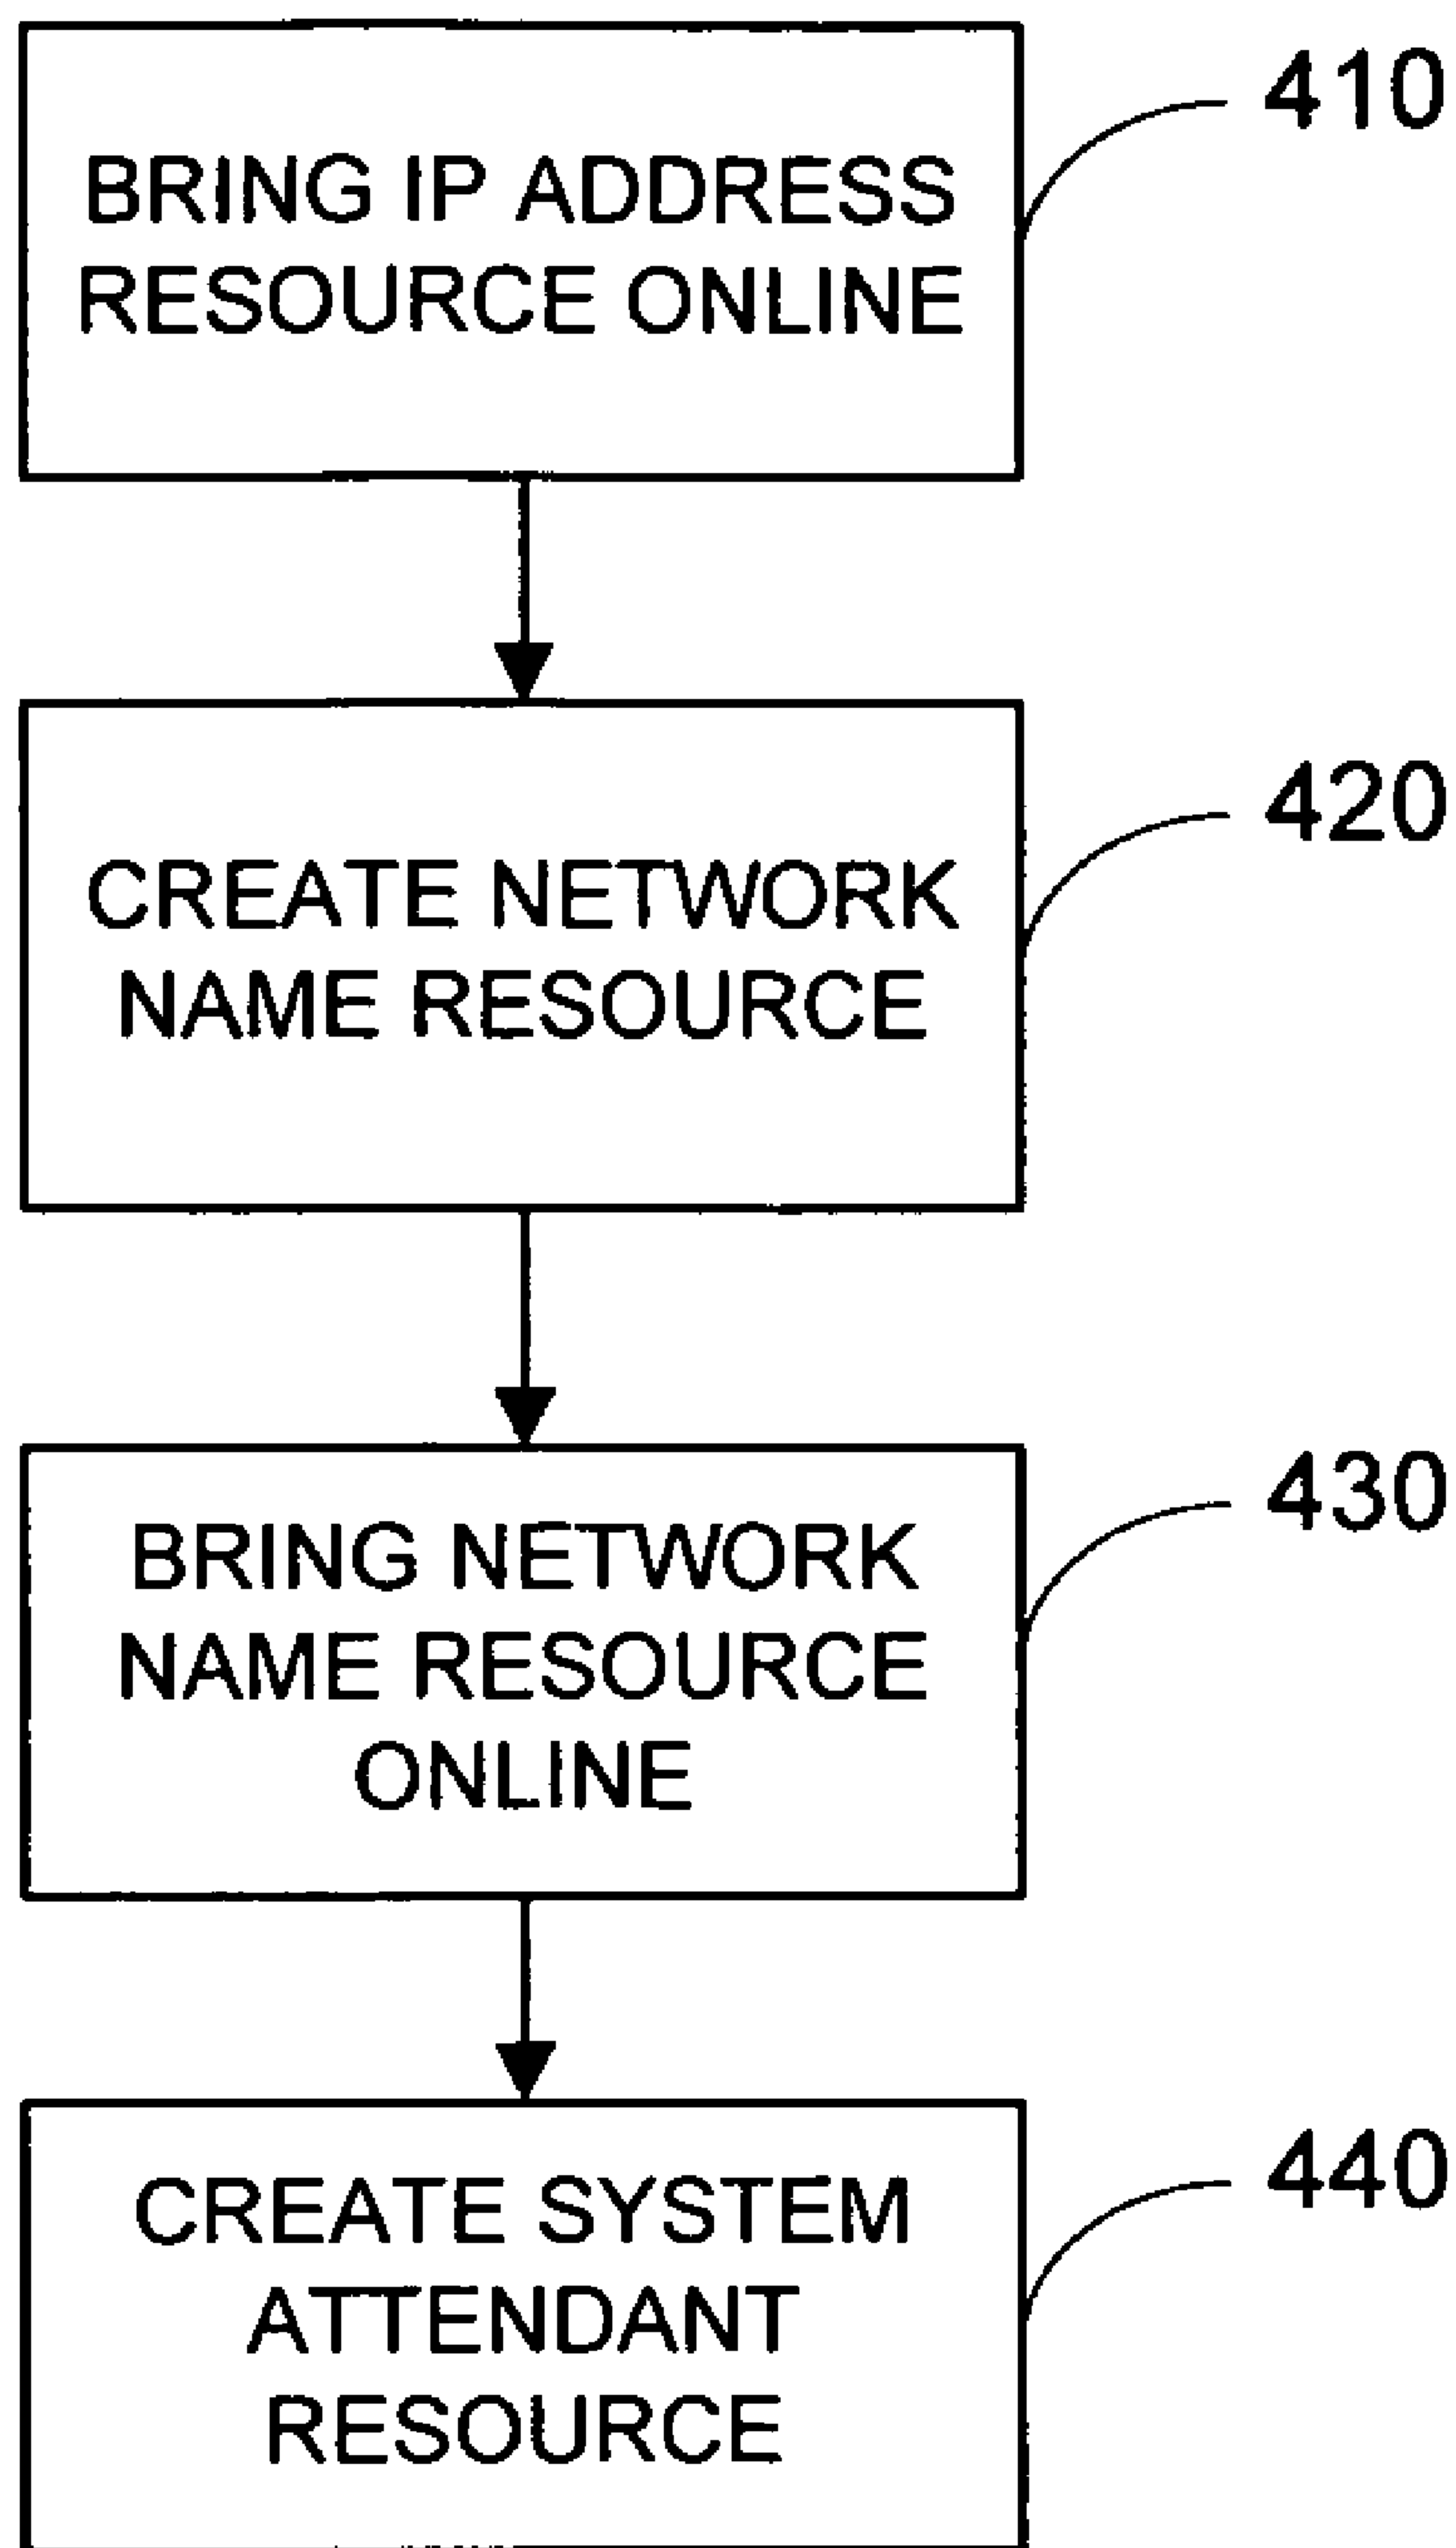 410
BRING IP ADDRESS
RESOURCE ONLINE
420
CREATE NETWORK
NAME RESOURCE
430
BRING NETWORK
NAME RESOURCE
ONLINE
440
CREATE SYSTEM
ATTENDANT
RESOURCE